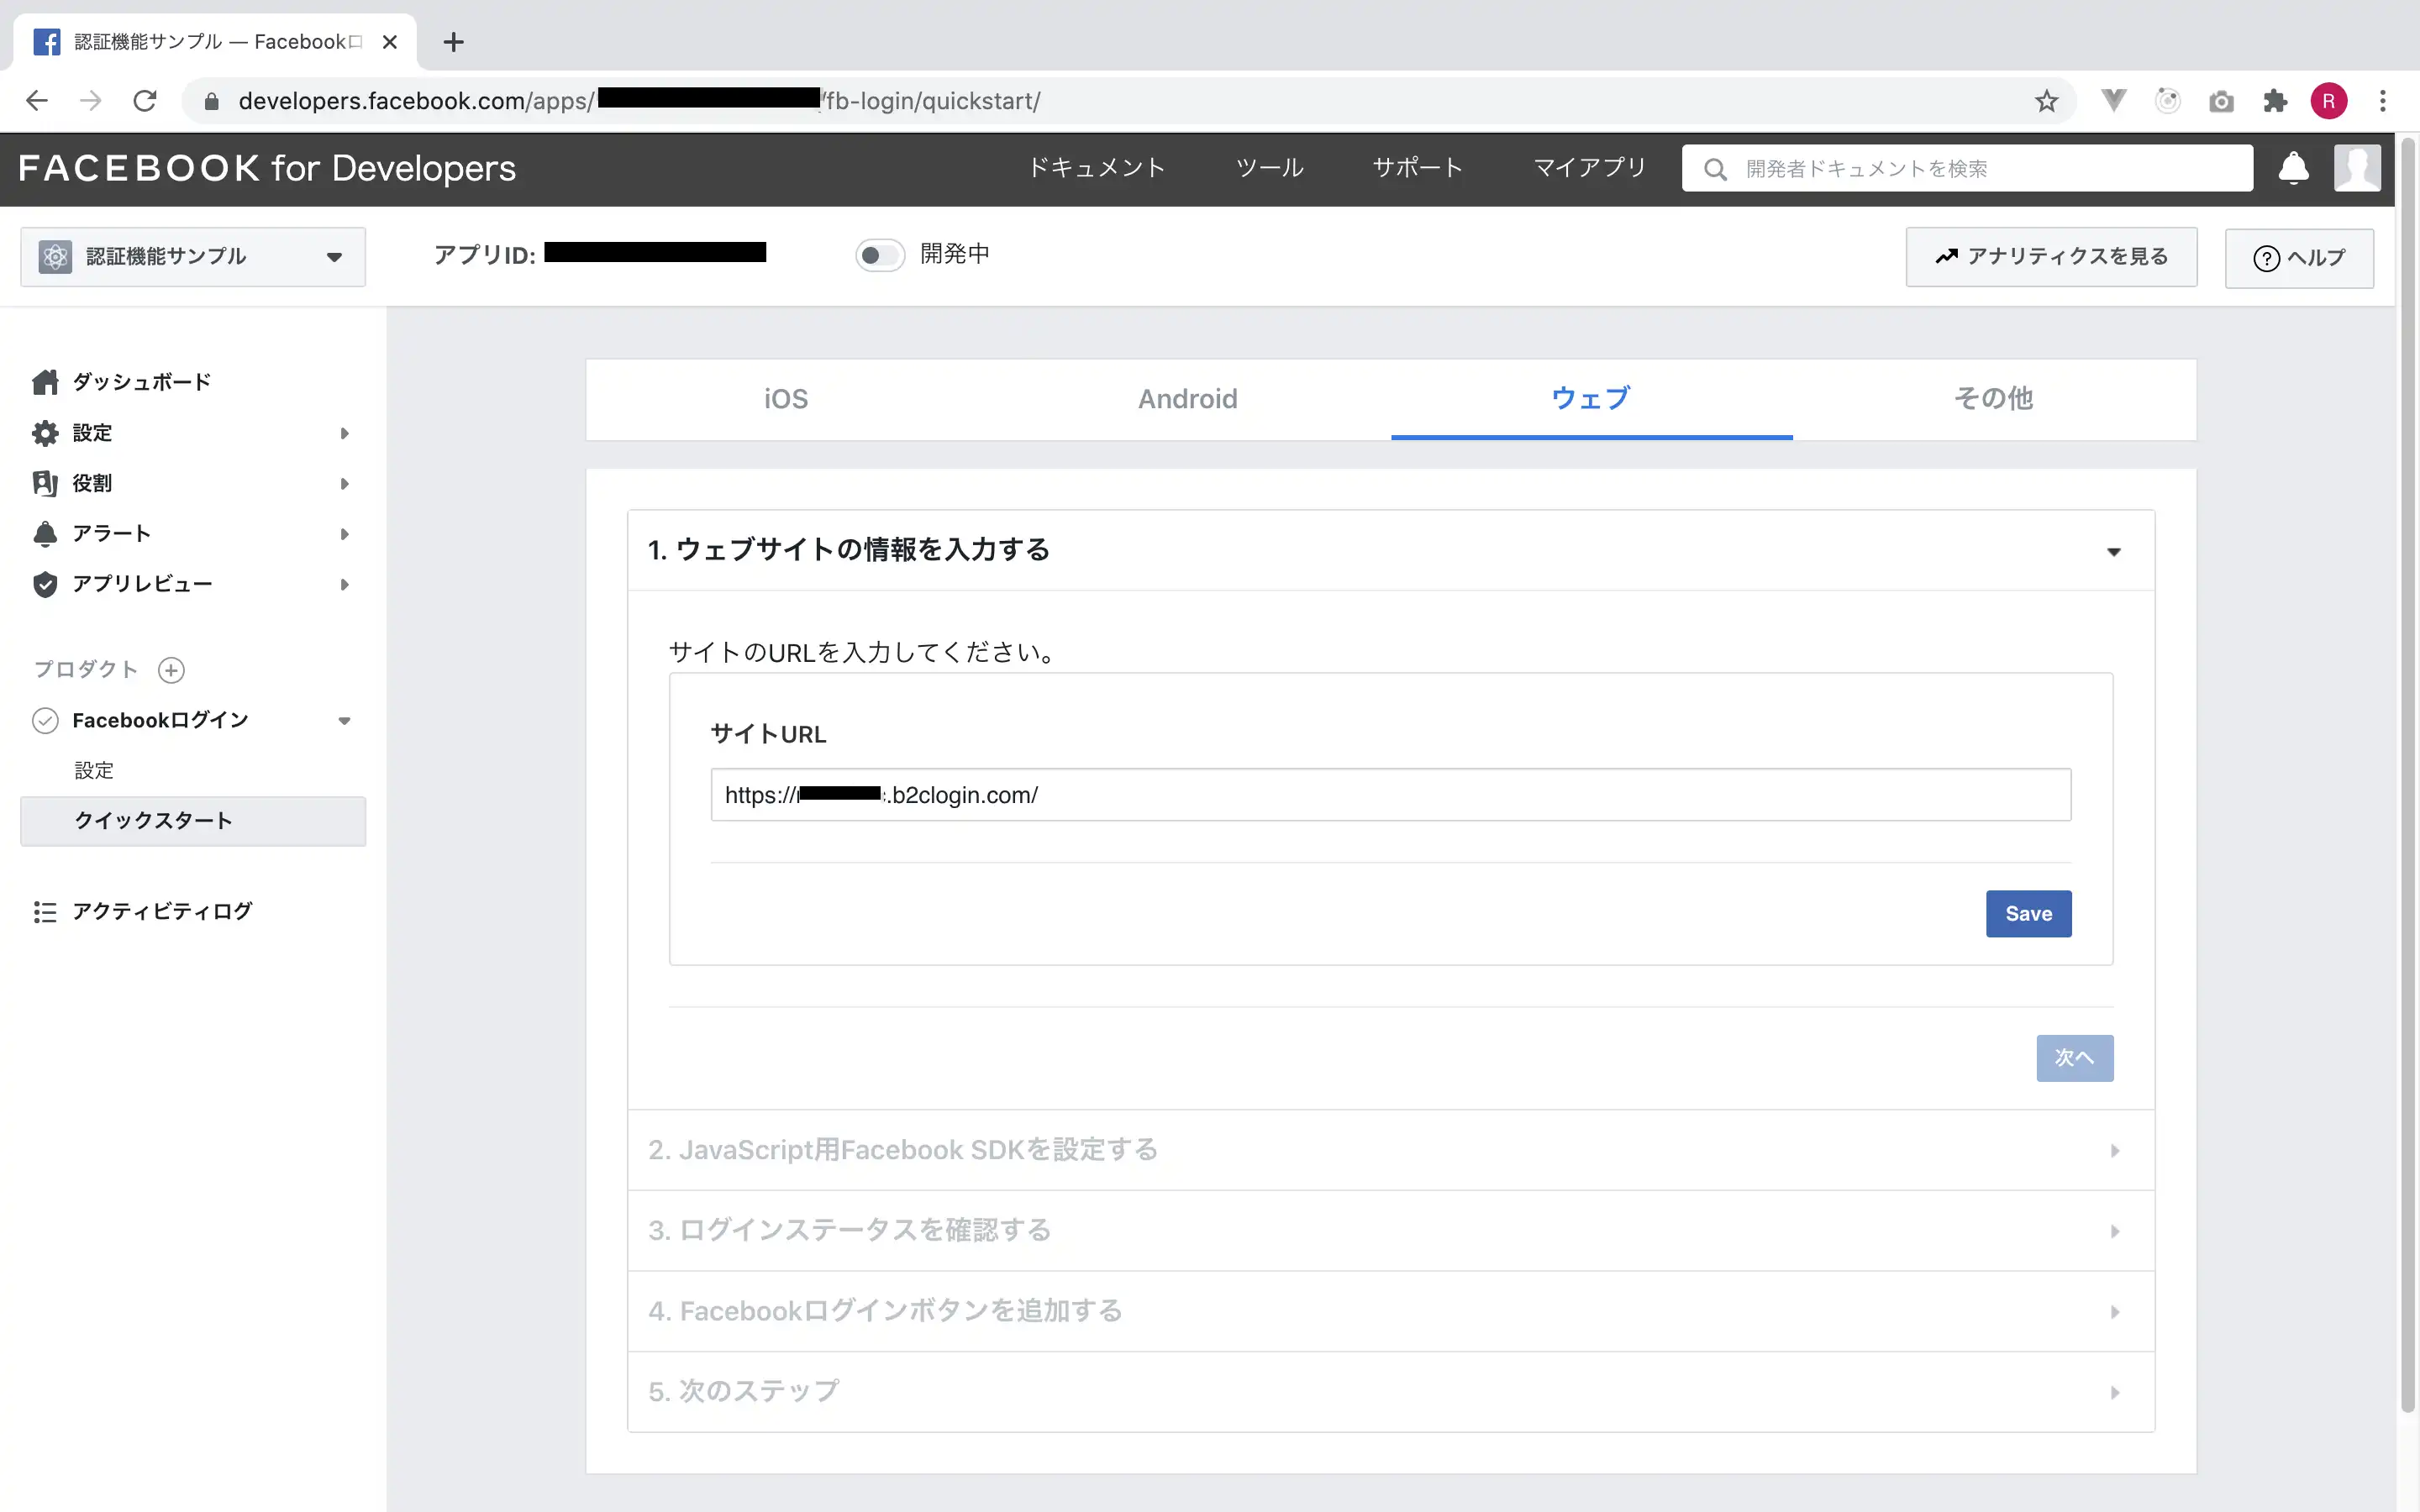 認証機能サンプル — Facebookロ
developers.facebook.com/apps/
/fb-login/quickstart/
R
FACEBOOK for Developers
ドキュメント
ツール
サポート
マイアプリ
開発者ドキュメントを検索
認証機能サンプル
アプリID:
開発中
アナリティクスを見る
ヘルプ
ダッシュボード
設定
役割
アラート
アプリレビュー
プロダクト
Facebookログイン
設定
クイックスタート
アクティビティログ
iOS
Android
ウェブ
その他
1. ウェブサイトの情報を入力する
サイトのURLを入力してください。
サイトURL
https://
.b2clogin.com/
Save
次へ
2. JavaScript用Facebook SDKを設定する
3. ログインステータスを確認する
4. Facebookログインボタンを追加する
5. 次のステップ